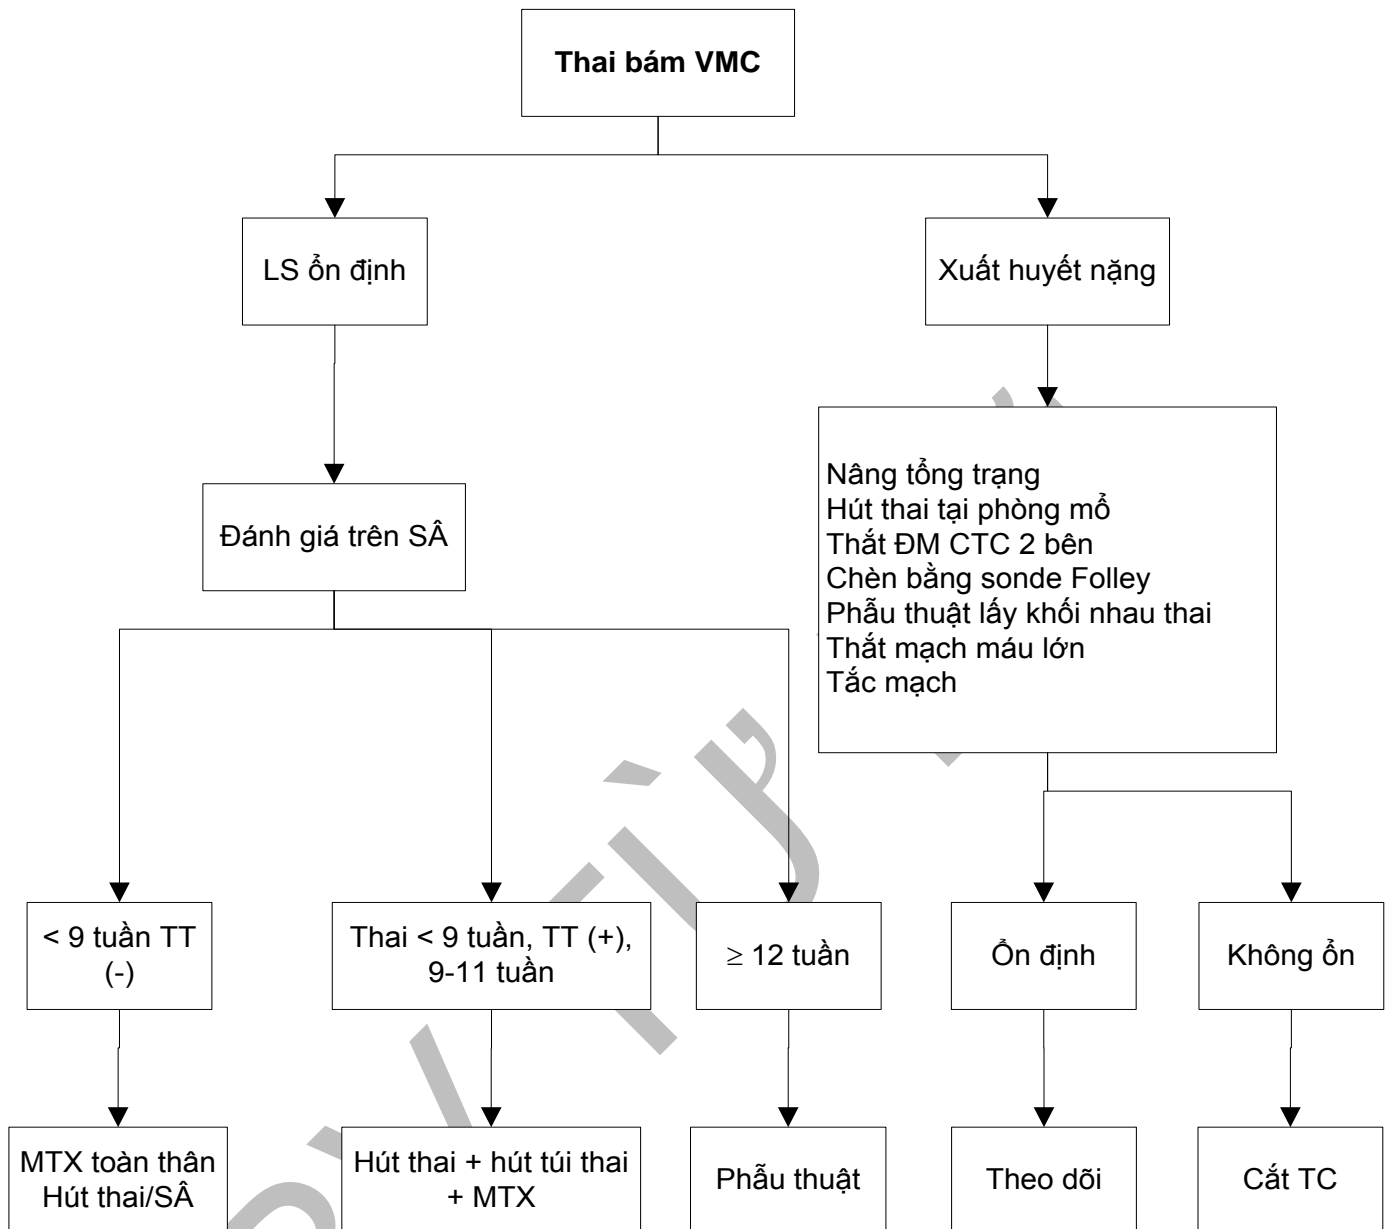 Thai bám VMC
LS ổn định
Xuất huyết nặng
Đánh giá trên SÂ
Nâng tổng trạng
Hút thai tại phòng mổ
Thắt ĐM CTC 2 bên
Chèn bằng sonde Folley
Phẫu thuật lấy khối nhau thai
Thắt mạch máu lớn
Tắc mạch
< 9 tuần TT
(-)
Thai < 9 tuần, TT (+),
9-11 tuần
≥ 12 tuần
Ổn định
Không ổn
MTX toàn thân
Hút thai/SÂ
Hút thai + hút túi thai
+ MTX
Phẫu thuật
Theo dõi
Cắt TC